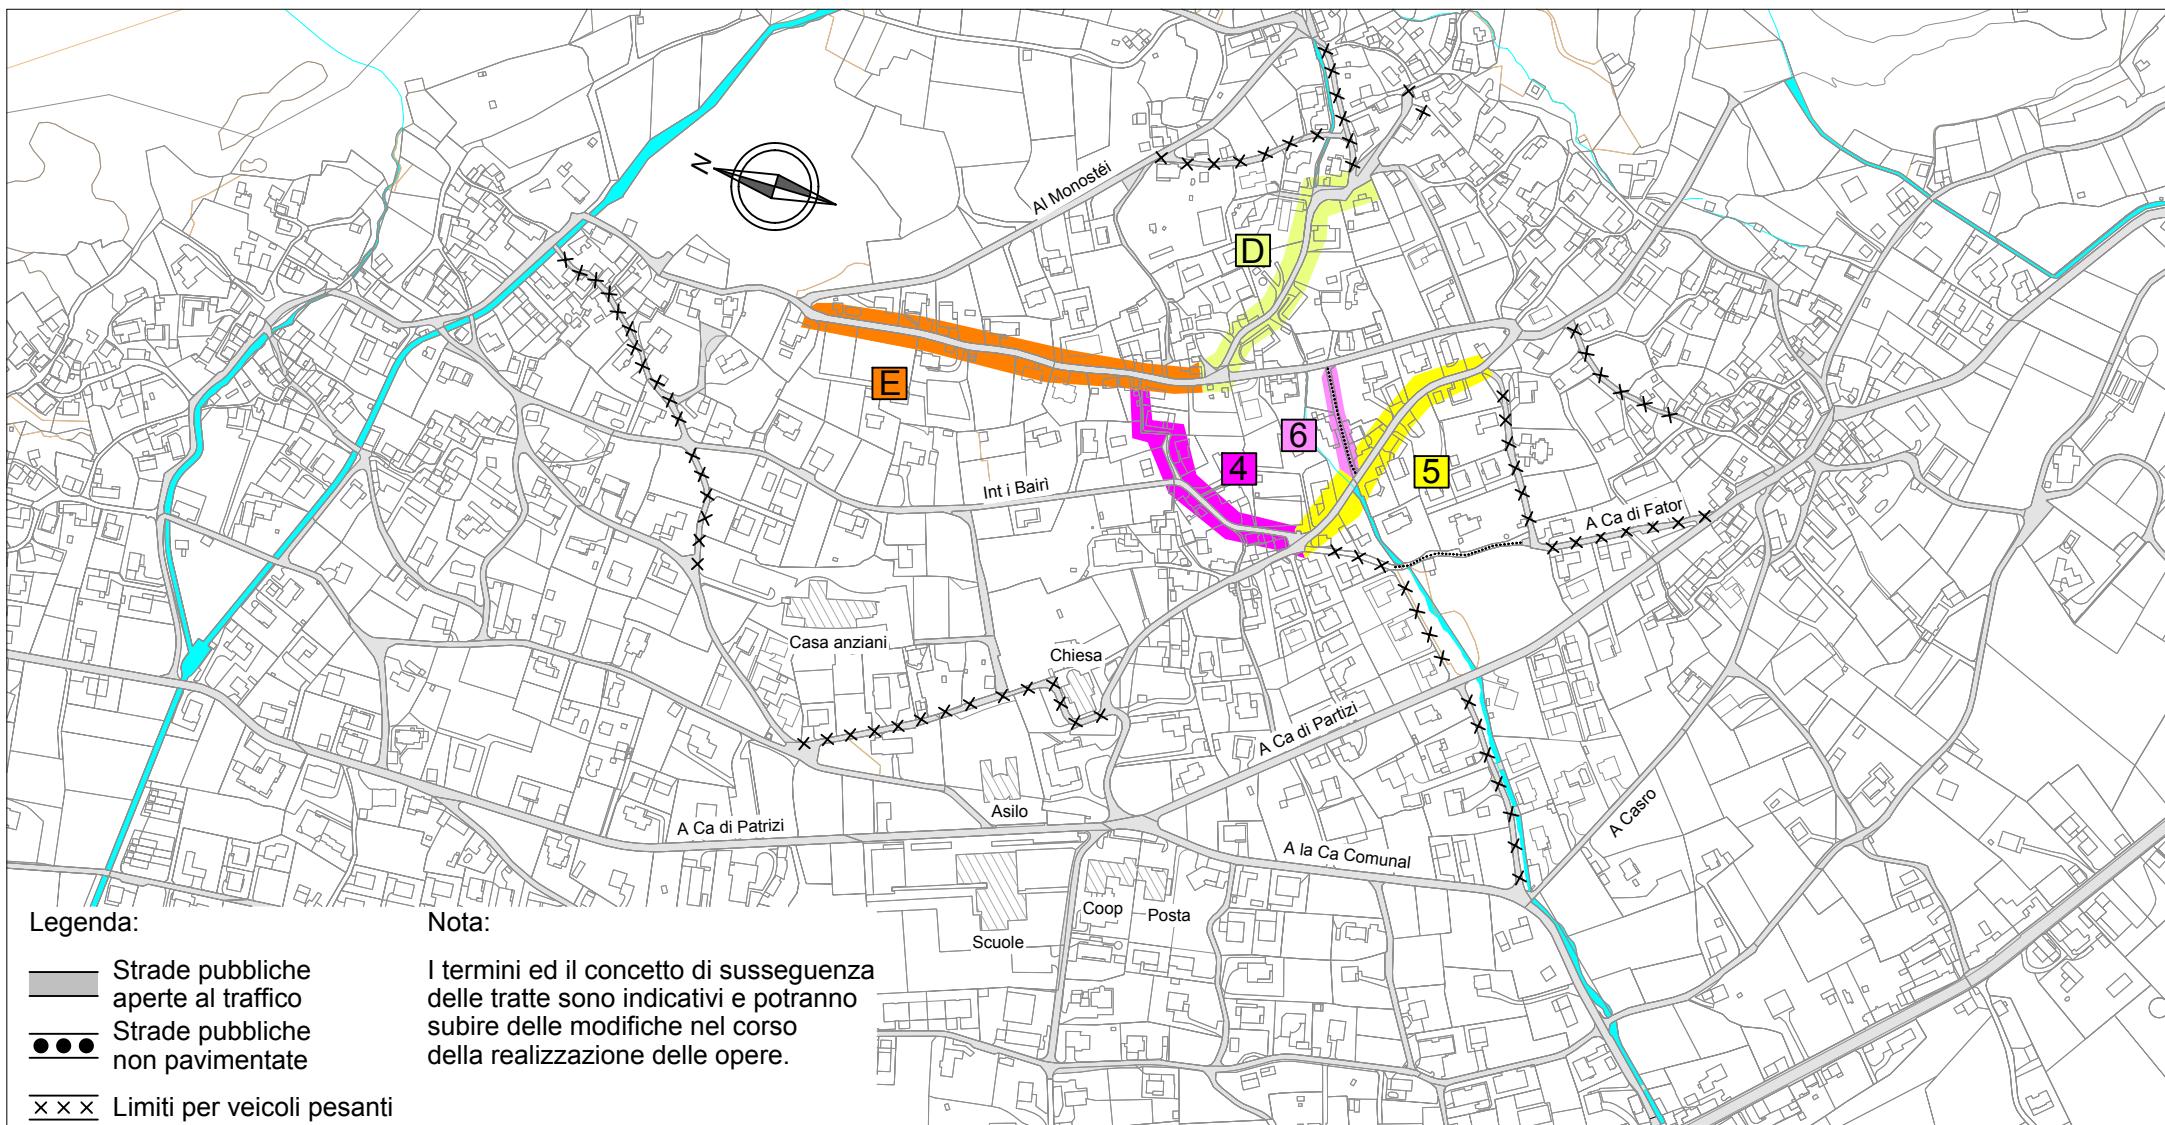 N
Al Monostéi
D
E
6
4
5
Int i Bairì
A Ca di Fator
Casa anziani
Chiesa
A Ca di Partizi
Asilo
A Ca di Patrizi
A Casro
A la Ca Comunal
Coop
Posta
Scuole
Legenda:
Strade pubbliche
aperte al traffico
Strade pubbliche
non pavimentate
Limiti per veicoli pesanti
Nota:
I termini ed il concetto di susseguenza
delle tratte sono indicativi e potranno
subire delle modifiche nel corso
della realizzazione delle opere.